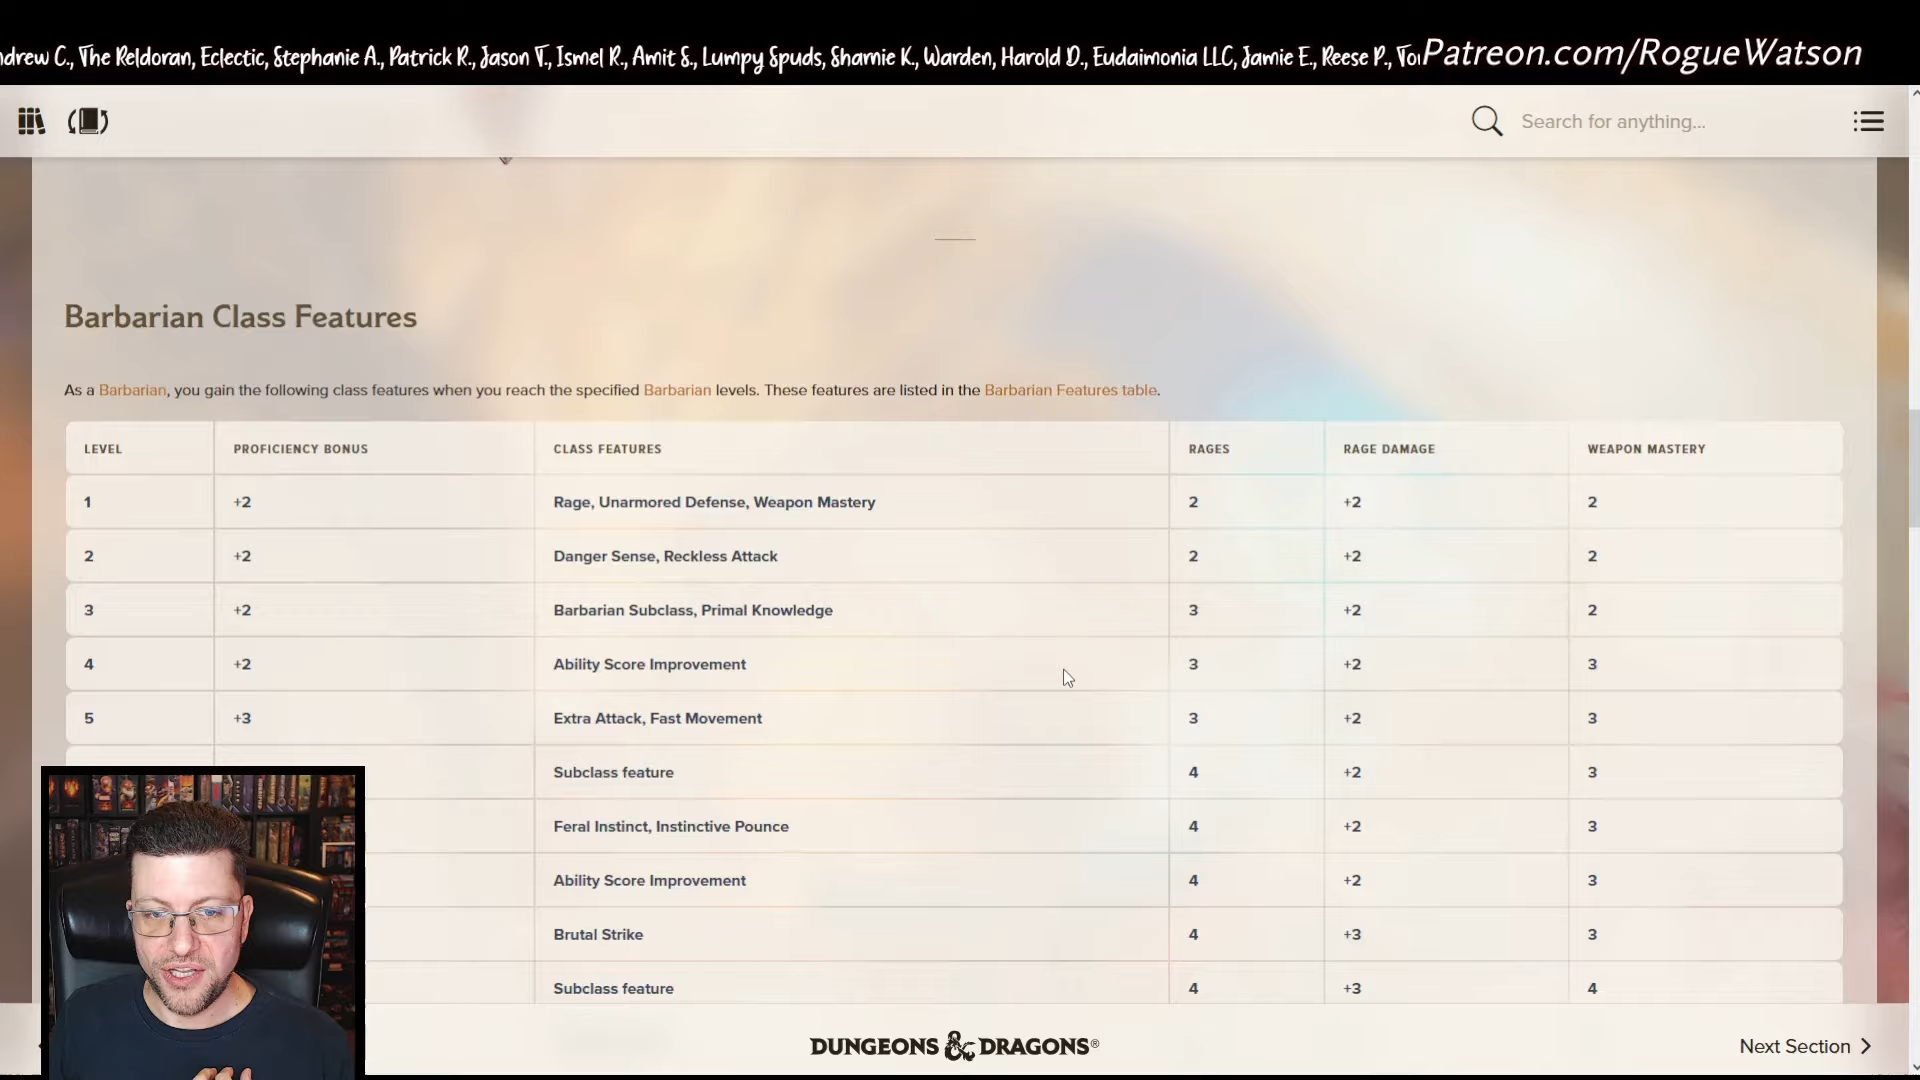 ndrew C., The Reldoran, Eclectic, Stephanie A., Patrick R., Jason T., Ismel R., Amit S., Lumpy Spuds, Sharnie K., Warden, Harold D., Eudaimonia LLC, Jamie E., Reese P., Patreon.com/RogueWatson
Search for anything...
Barbarian Class Features
As a Barbarian, you gain the following class features when you reach the specified Barbarian levels. These features are listed in the Barbarian Features table.
LEVEL PROFICIENCY BONUS CLASS FEATURES RAGES RAGE DAMAGE WEAPON MASTERY
1 +2 Rage, Unarmored Defense, Weapon Mastery 2 +2 2
2 +2 Danger Sense, Reckless Attack 2 +2 2
3 +2 Barbarian Subclass, Primal Knowledge 3 +2 2
4 +2 Ability Score Improvement 3 +2 3
5 +3 Extra Attack, Fast Movement 3 +2 3
Subclass feature 4 +2 3
Feral Instinct, Instinctive Pounce 4 +2 3
Ability Score Improvement 4 +2 3
Brutal Strike 4 +3 3
Subclass feature 4 +3 4
DUNGEONS & DRAGONS®
Next Section